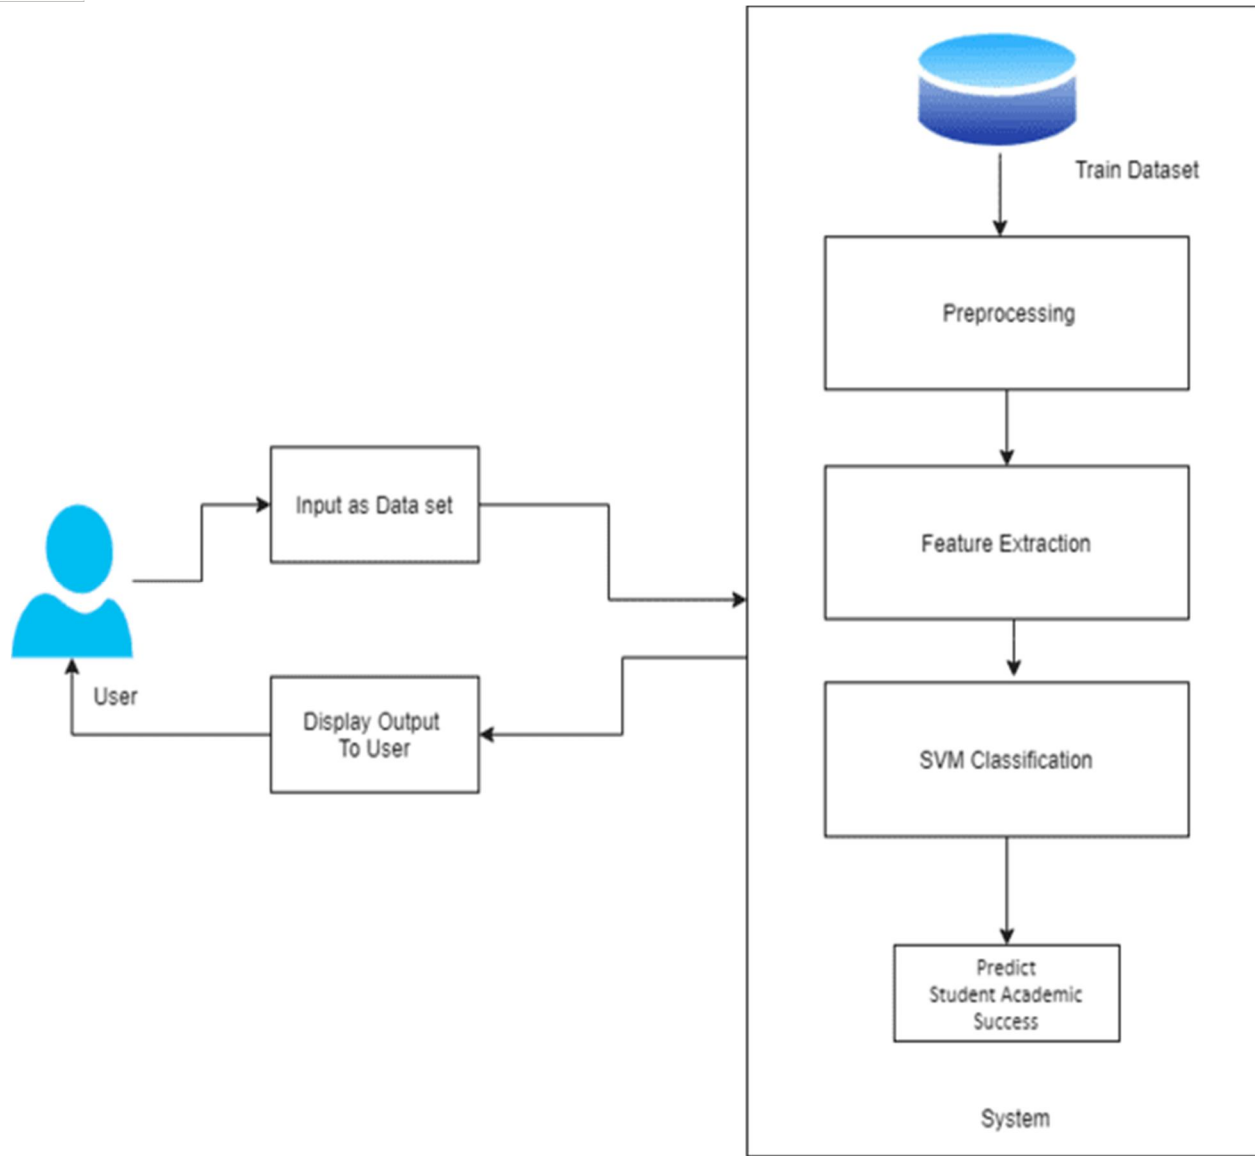 Train Dataset
Preprocessing
Input as Data set
Feature Extraction
User
Display Output
To User
SVM Classification
Predict
Student Academic
Success
System